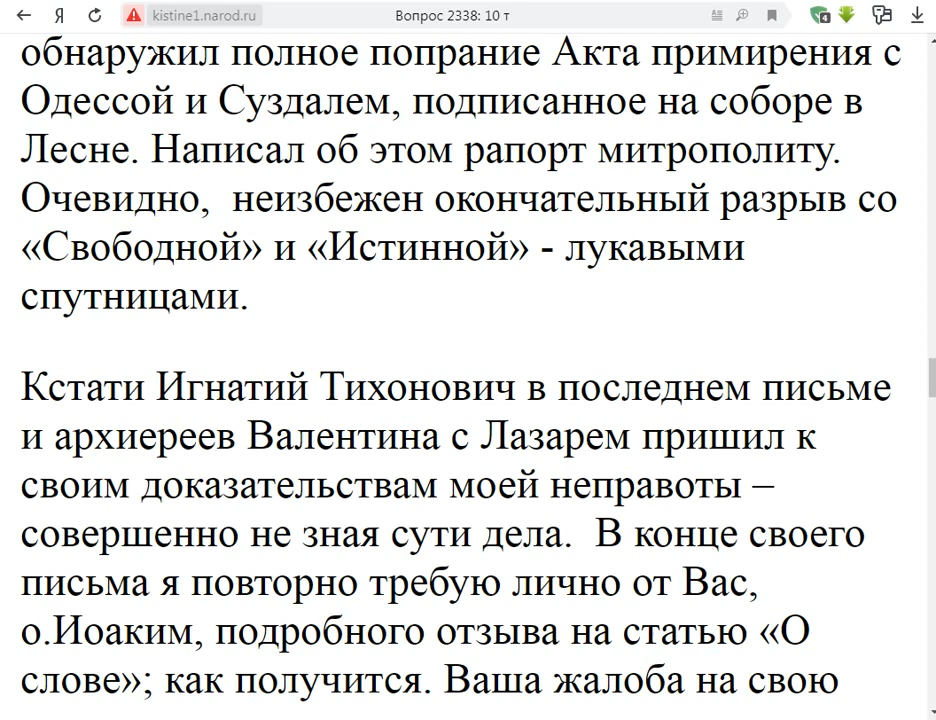 kistine1.narod.ru
Вопрос 2338: 10 т
4
обнаружил полное попрание Акта примирения с
Одессой и Суздалем, подписанное на соборе в
Лесне. Написал об этом рапорт митрополиту.
Очевидно,  неизбежен окончательный разрыв со
«Свободной» и «Истинной» - лукавыми
спутницами.
Кстати Игнатий Тихонович в последнем письме
и архиереев Валентина с Лазарем пришил к
своим доказательствам моей неправоты –
совершенно не зная сути дела.  В конце своего
письма я повторно требую лично от Вас,
о.Иоаким, подробного отзыва на статью «О
слове»; как получится. Ваша жалоба на свою